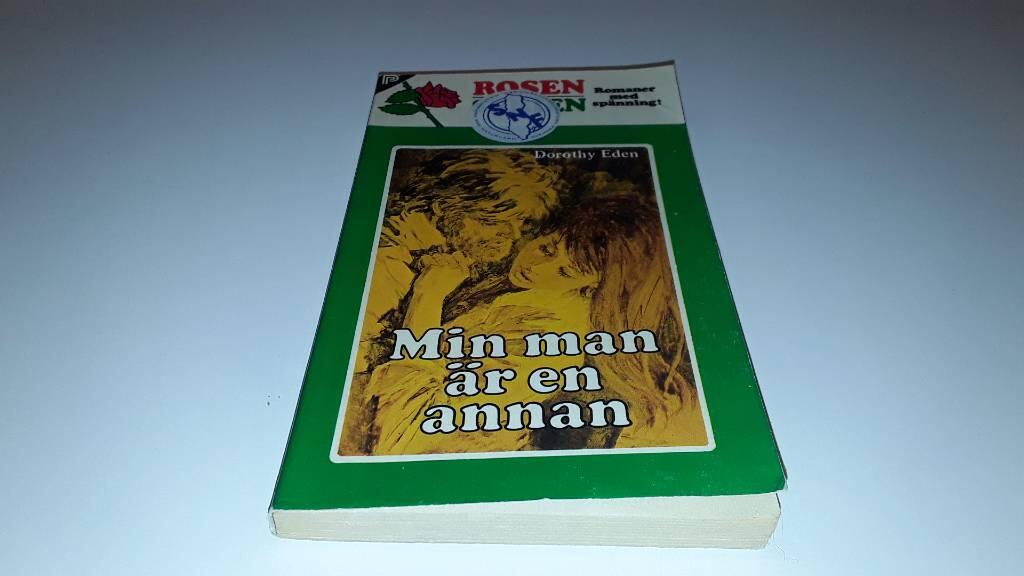 ROSEN
Romaner
med
spänning!
Dorothy Eden
Min man
är en
annan